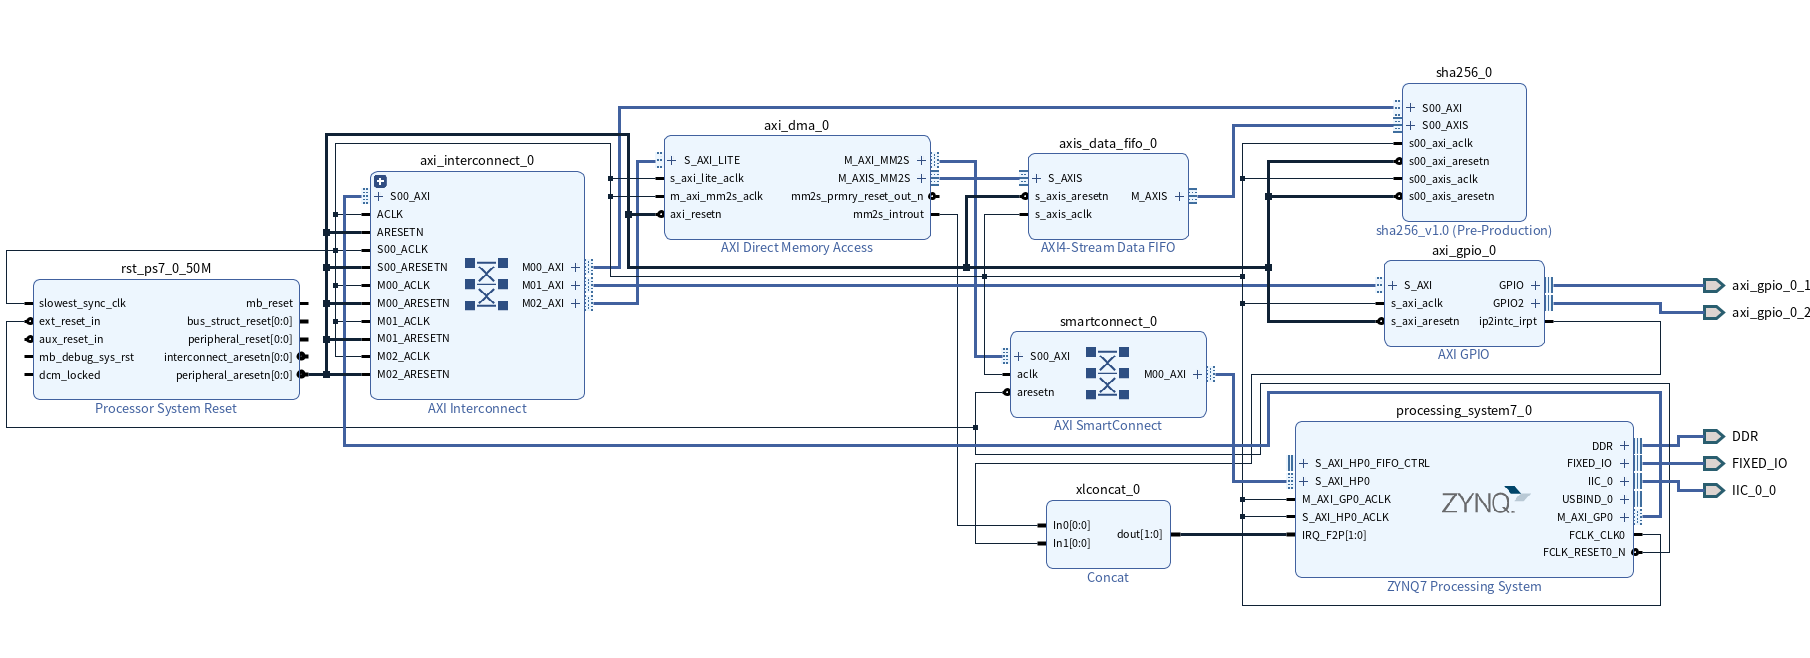 rst_ps7_0_50M
slowest_sync_clk
ext_reset_in
aux_reset_in
mb_debug_sys_rst
dcm_locked
mb_reset
bus_struct_reset[0:0]
peripheral_reset[0:0]
interconnect_aresetn[0:0]
peripheral_aresetn[0:0]
Processor System Reset
axi_interconnect_0
S00_AXI
ACLK
ARESETN
S00_ACLK
S00_ARESETN
M00_ACLK
M00_ARESETN
M01_ACLK
M01_ARESETN
M02_ACLK
M02_ARESETN
M00_AXI
M01_AXI
M02_AXI
AXI Interconnect
axi_dma_0
S_AXI_LITE
s_axi_lite_aclk
m_axi_mm2s_aclk
axi_resetn
M_AXI_MM2S
M_AXIS_MM2S
mm2s_prmry_reset_out_n
mm2s_introut
AXI Direct Memory Access
axis_data_fifo_0
S_AXIS
s_axis_aresetn
s_axis_aclk
M_AXIS
AXI4-Stream Data FIFO
sha256_0
S00_AXI
S00_AXIS
s00_axi_aclk
s00_axi_aresetn
s00_axis_aclk
s00_axis_aresetn
sha256_v1.0 (Pre-Production)
axi_gpio_0
S_AXI
s_axi_aclk
s_axi_aresetn
GPIO
GPIO2
ip2intc_irpt
AXI GPIO
axi_gpio_0_1
axi_gpio_0_2
smartconnect_0
S00_AXI
aclk
aresetn
M00_AXI
AXI SmartConnect
xlconcat_0
In0[0:0]
In1[0:0]
dout[1:0]
Concat
processing_system7_0
S_AXI_HP0_FIFO_CTRL
S_AXI_HP0
M_AXI_GP0_ACLK
S_AXI_HP0_ACLK
IRQ_F2P[1:0]
ZYNQ
DDR
FIXED_IO
IIC_0
USBIND_0
M_AXI_GP0
FCLK_CLK0
FCLK_RESET0_N
ZYNQ7 Processing System
DDR
FIXED_IO
IIC_0_0